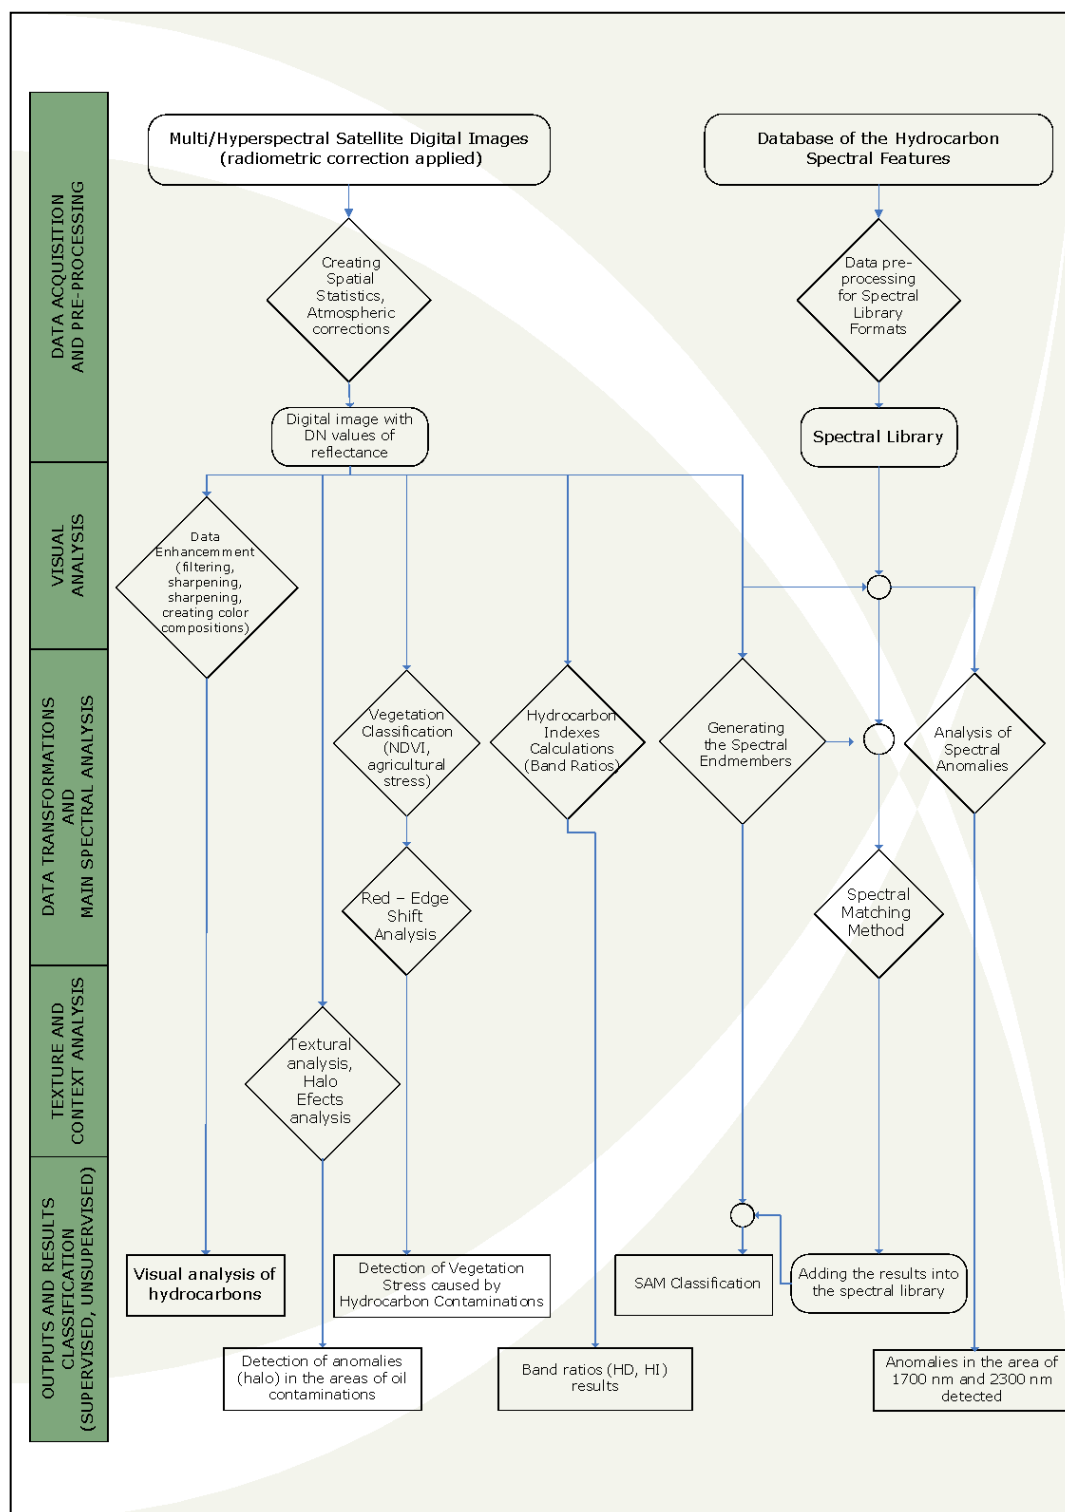 DATA ACQUISITION
AND PRE-PROCESSING
VISUAL
ANALYSIS
DATA TRANSFORMATIONS
AND
MAIN SPECTRAL ANALYSIS
TEXTURE AND
CONTEXT ANALYSIS
OUTPUTS AND RESULTS
CLASSIFICATION
(SUPERVISED, UNSUPERVISED)
Multi/Hyperspectral Satellite Digital Images
(radiometric correction applied)
Database of the Hydrocarbon
Spectral Features
Creating
Spatial
Statistics,
Atmospheric
corrections
Data pre-
processing
for Spectral
Library
Formats
Digital image with
DN values of
reflectance
Spectral Library
Data
Enhancemment
(filtering,
sharpening,
sharpening,
creating color
compositions)
Vegetation
Classification
(NDVI,
agricultural
stress)
Hydrocarbon
Indexes
Calculations
(Band Ratios)
Generating
the Spectral
Endmembers
Analysis of
Spectral
Anomalies
Red – Edge
Shift
Analysis
Spectral
Matching
Method
Textural
analysis,
Halo
Efects
analysis
Visual analysis of
hydrocarbons
Detection of Vegetation
Stress caused by
Hydrocarbon Contaminations
SAM Classification
Adding the results into
the spectral library
Detection of anomalies
(halo) in the areas of oil
contaminations
Band ratios (HD, HI)
results
Anomalies in the area of
1700 nm and 2300 nm
detected